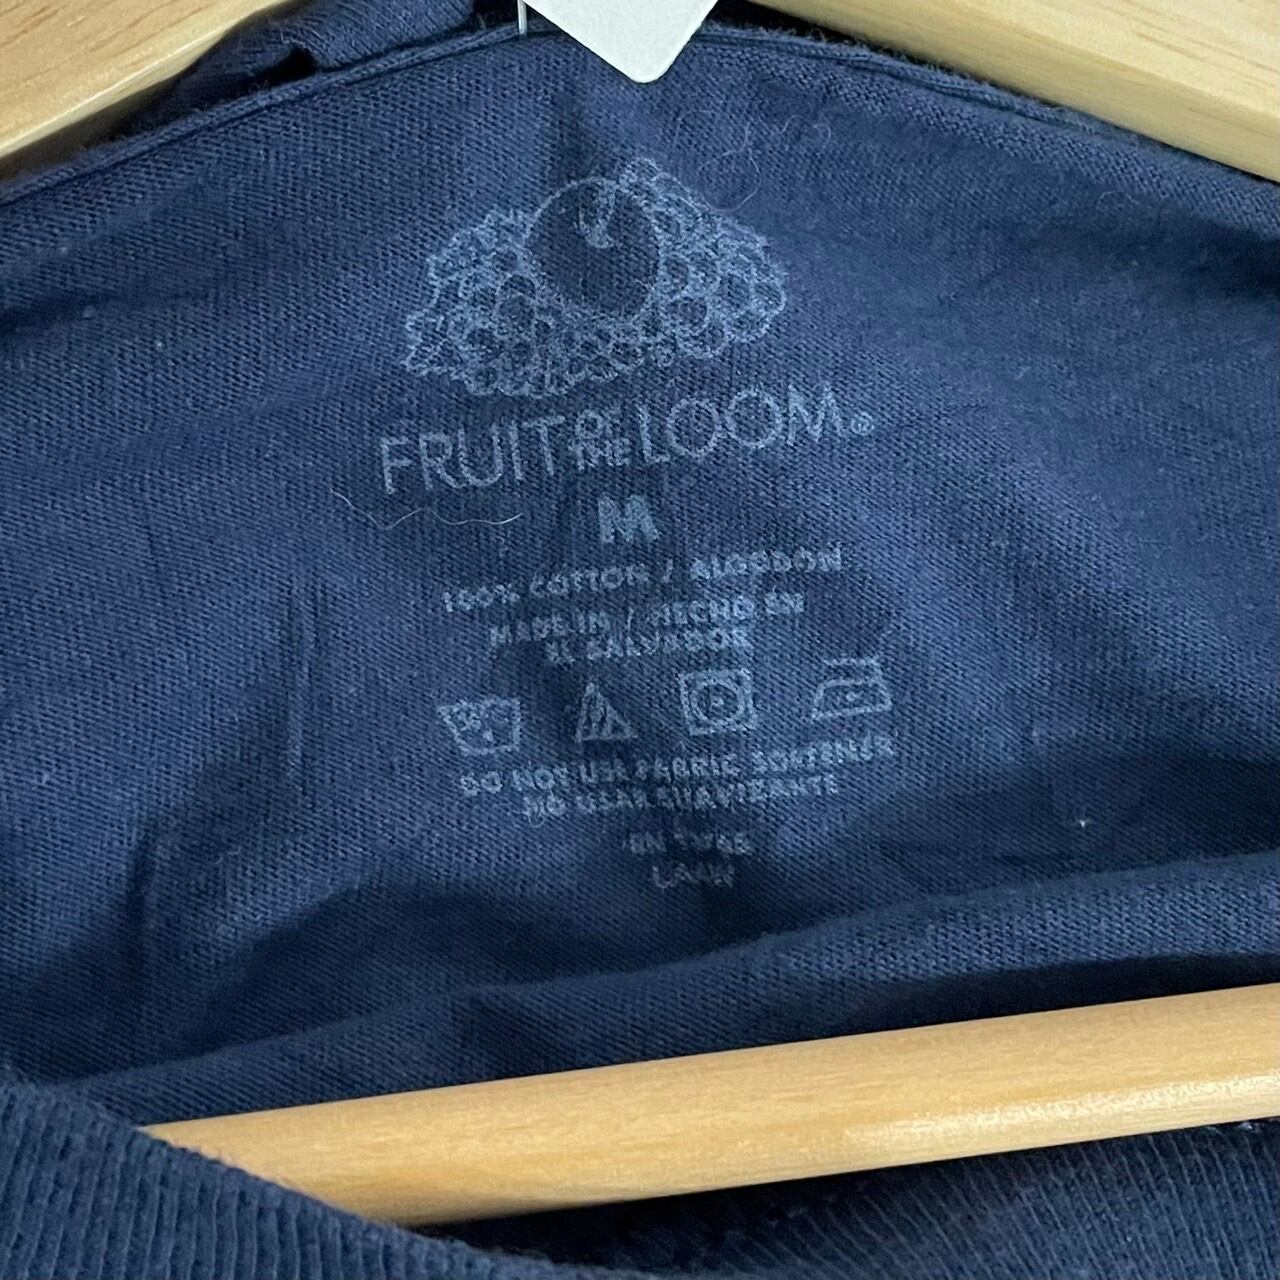 FRUIT OF THE LOOM®
M
100% COTTON / ALGODON
MADE IN / HECHO EN
EL SALVADOR
DO NOT USE FABRIC SOFTENER
NO USAR SUAVIZANTE